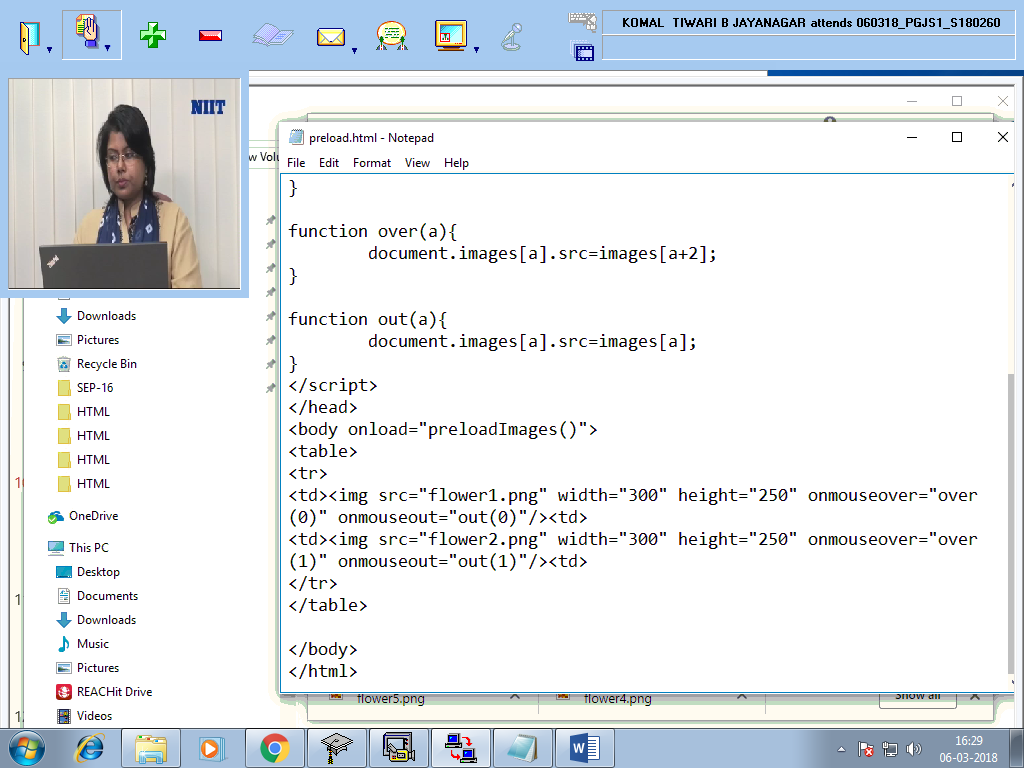 KOMAL TIWARI B JAYANAGAR attends 060318_PGJS1_S180260
NIIT
w Volu
preload.html - Notepad
File Edit Format View Help
}
function over(a){
document.images[a].src=images[a+2];
}
function out(a){
document.images[a].src=images[a];
}
</script>
</head>
<body onload="preloadImages()">
<table>
<tr>
<td><img src="flower1.png" width="300" height="250" onmouseover="over
(0)" onmouseout="out(0)"/><td>
<td><img src="flower2.png" width="300" height="250" onmouseover="over
(1)" onmouseout="out(1)"/><td>
</tr>
</table>
</body>
</html>
Downloads
Pictures
Recycle Bin
SEP-16
HTML
HTML
HTML
HTML
OneDrive
This PC
Desktop
Documents
Downloads
Music
Pictures
REACHit Drive
Videos
flower5.png
flower4.png
Show all
16:29
06-03-2018